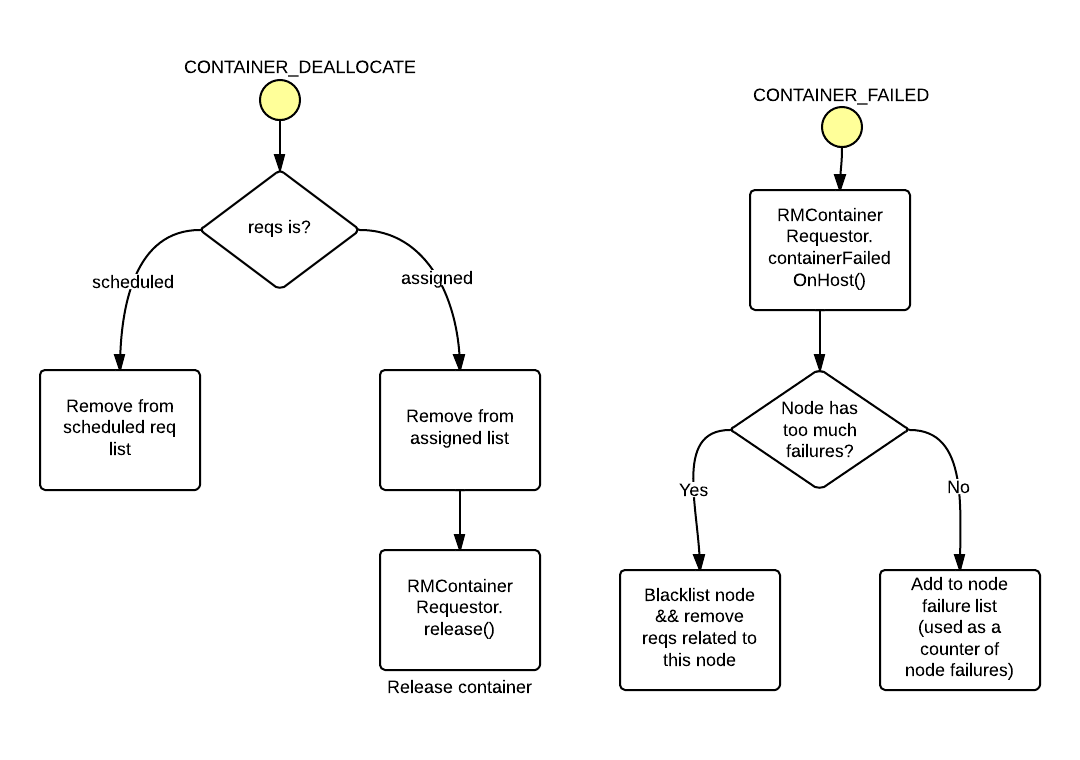 CONTAINER_DEALLOCATE
reqs is?
scheduled
assigned
Remove from
scheduled req
list
Remove from
assigned list
RMContainer
Requestor.
release()
Release container
CONTAINER_FAILED
RMContainer
Requestor.
containerFailed
OnHost()
Node has
too much
failures?
Yes
No
Blacklist node
&& remove
reqs related to
this node
Add to node
failure list
(used as a
counter of
node failures)